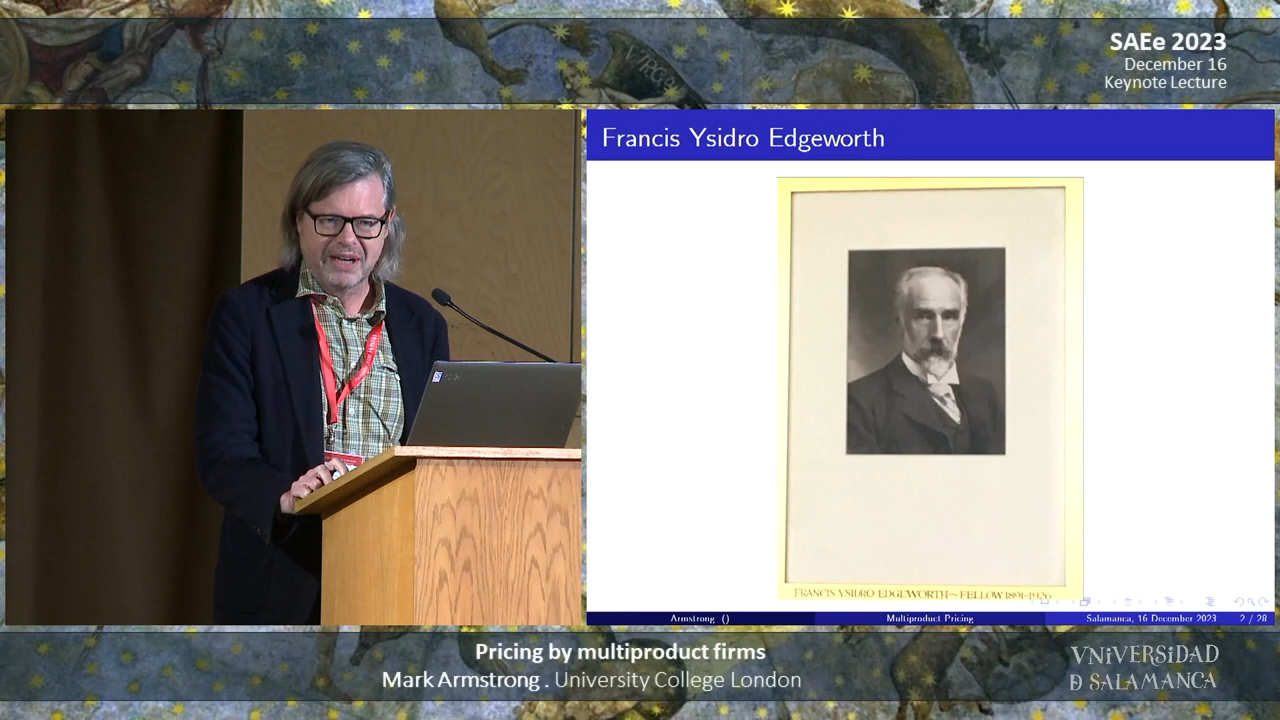 SAEe 2023
December 16
Keynote Lecture
VIRGO
Francis Ysidro Edgeworth
FRANCIS YSIDRO EDGEWORTH~ FELLOW 1891-1926
Armstrong ()
Multiproduct Pricing
Salamanca, 16 December 2023
2 / 28
Pricing by multiproduct firms
Mark Armstrong . University College London
VNiVERSiDAD
Ð SALAMANCA